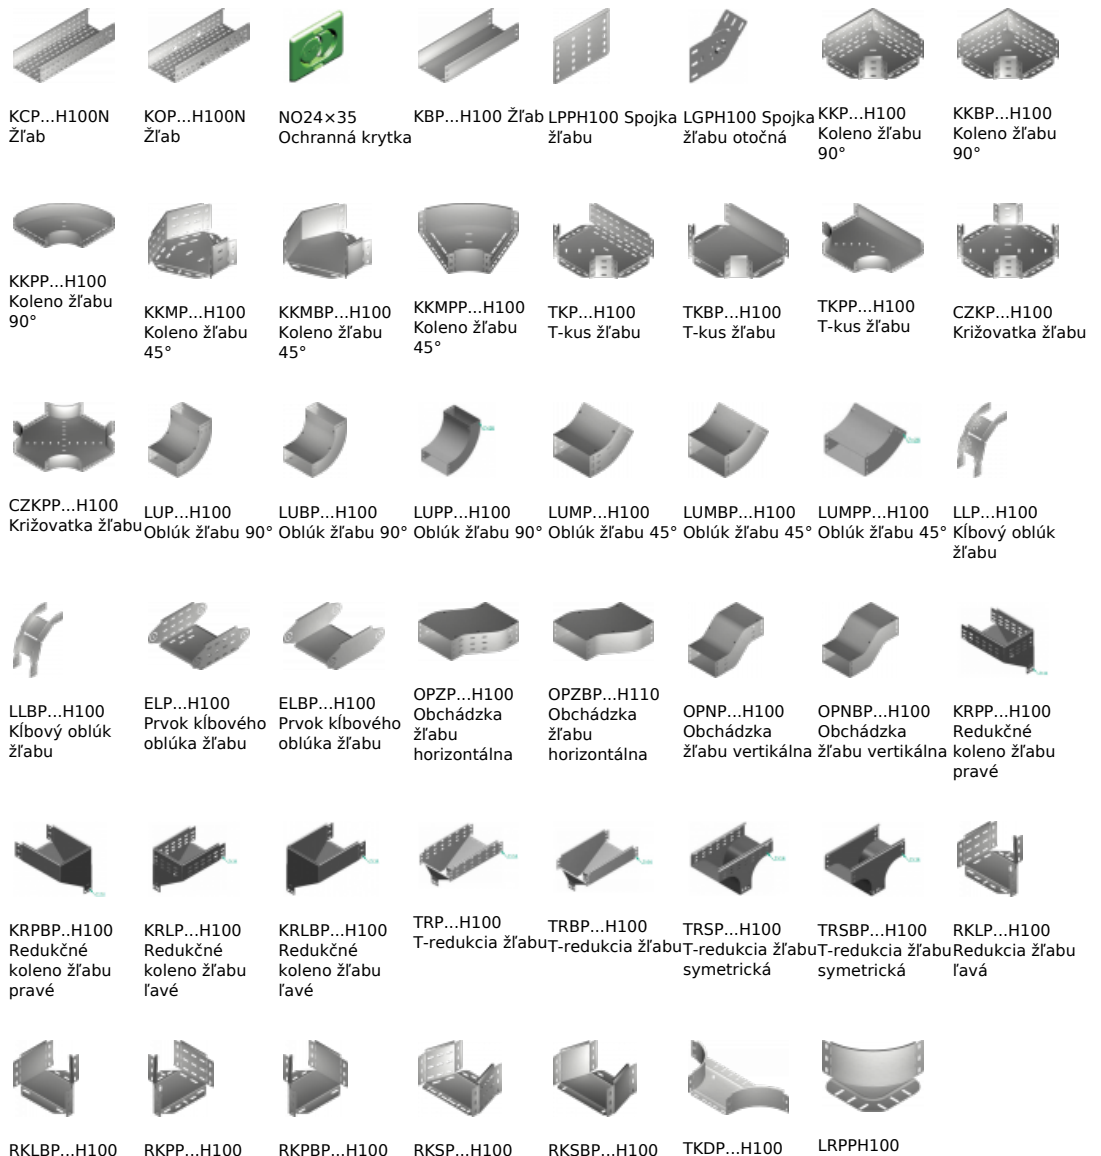 KCP...H100N
Žľab
KOP...H100N
Žľab
NO24×35
Ochranná krytka
KBP...H100 Žľab
LPPH100 Spojka
žľabu
LGPH100 Spojka
žľabu otočná
KKP...H100
Koleno žľabu
90°
KKBP...H100
Koleno žľabu
90°
KKPP...H100
Koleno žľabu
90°
KKMP...H100
Koleno žľabu
45°
KKMBP...H100
Koleno žľabu
45°
KKMPP...H100
Koleno žľabu
45°
TKP...H100
T-kus žľabu
TKBP...H100
T-kus žľabu
TKPP...H100
T-kus žľabu
CZKP...H100
Križovatka žľabu
CZKPP...H100
Križovatka žľabu
LUP...H100
Oblúk žľabu 90°
LUBP...H100
Oblúk žľabu 90°
LUPP...H100
Oblúk žľabu 90°
LUMP...H100
Oblúk žľabu 45°
LUMBP...H100
Oblúk žľabu 45°
LUMPP...H100
Oblúk žľabu 45°
LLP...H100
Kĺbový oblúk
žľabu
LLBP...H100
Kĺbový oblúk
žľabu
ELP...H100
Prvok kĺbového
oblúka žľabu
ELBP...H100
Prvok kĺbového
oblúka žľabu
OPZP...H100
Obchádzka
žľabu
horizontálna
OPZBP...H110
Obchádzka
žľabu
horizontálna
OPNP...H100
Obchádzka
žľabu vertikálna
OPNBP...H100
Obchádzka
žľabu vertikálna
KRPP...H100
Redukčné
koleno žľabu
pravé
KRPBP...H100
Redukčné
koleno žľabu
pravé
KRLP...H100
Redukčné
koleno žľabu
ľavé
KRLBP...H100
Redukčné
koleno žľabu
ľavé
TRP...H100
T-redukcia žľabu
TRBP...H100
T-redukcia žľabu
TRSP...H100
T-redukcia žľabu
symetrická
TRSBP...H100
T-redukcia žľabu
symetrická
RKLP...H100
Redukcia žľabu
ľavá
RKLBP...H100
RKPP...H100
RKPBP...H100
RKSP...H100
RKSBP...H100
TKDP...H100
LRPPH100